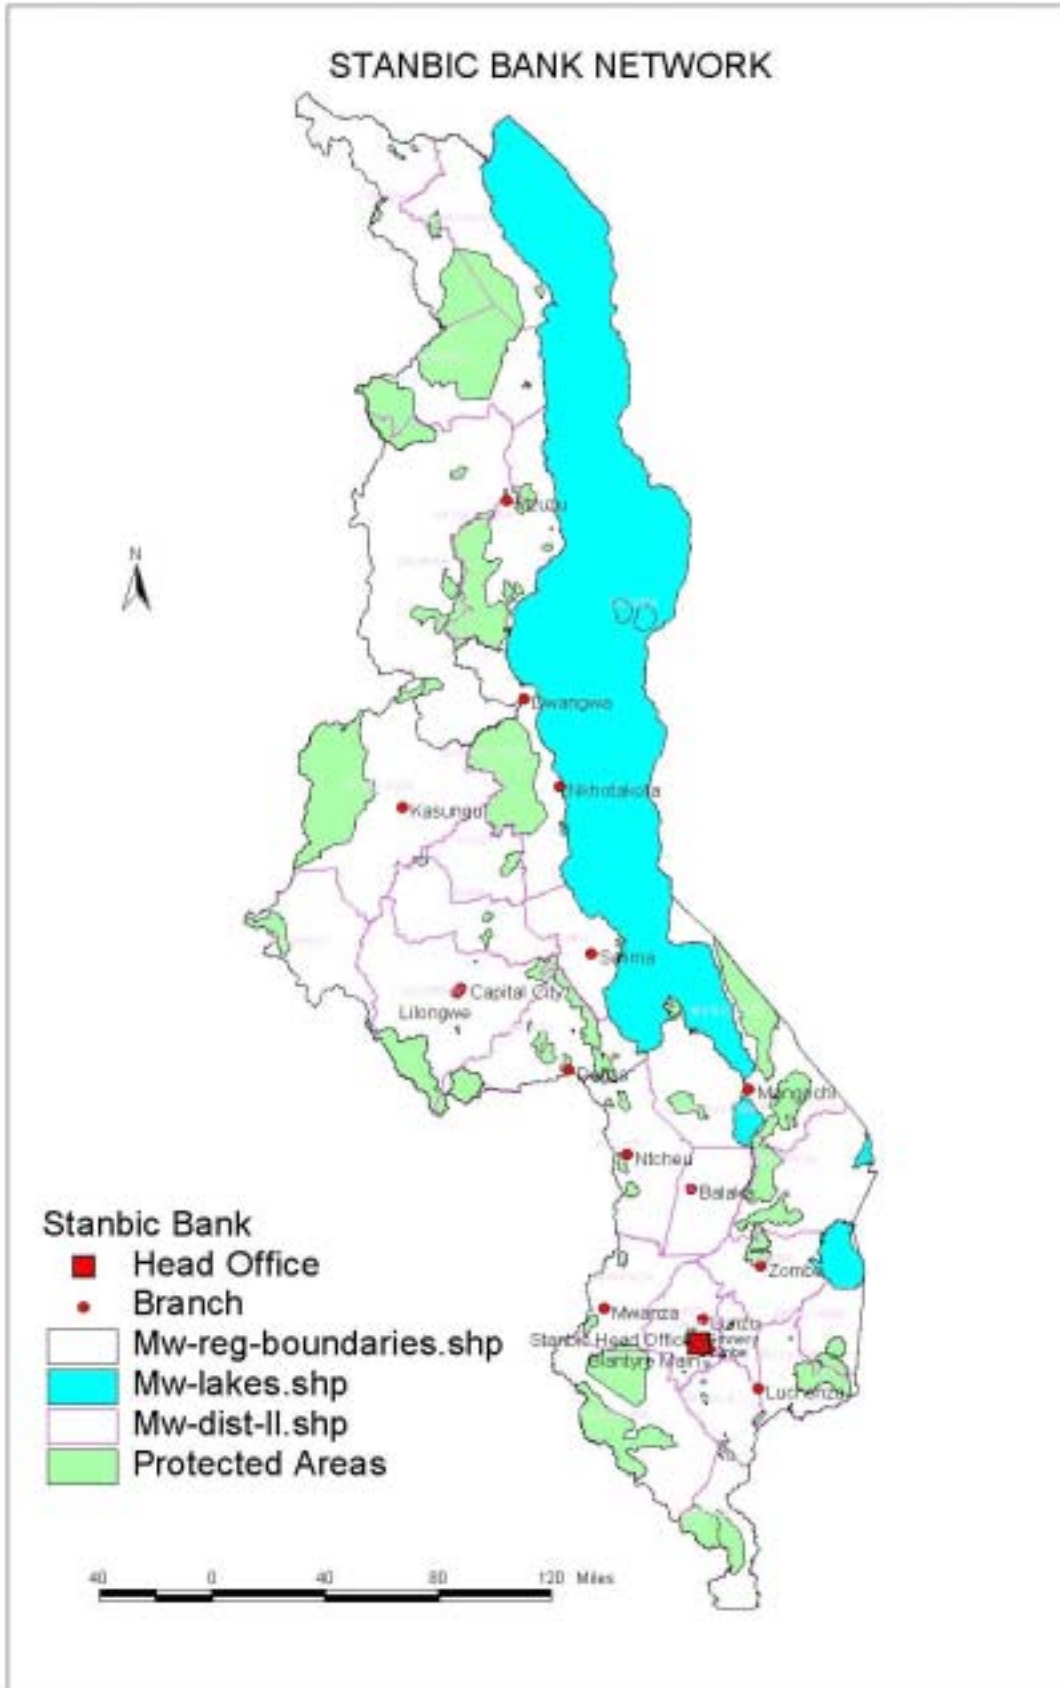 STANBIC BANK NETWORK
N
Mzuzu
Dwangwa
Nkhotakota
Kasungo
Salima
Capital City
Lilongwe
Dedza
Mangochi
Ntcheu
Balaka
Zomba
Mwanza
Lunzu
Stanbic Head Office
Blantyre Main
Luchenza
Stanbic Bank
Head Office
Branch
Mw-reg-boundaries.shp
Mw-lakes.shp
Mw-dist-ll.shp
Protected Areas
40 0 40 80 120 Miles